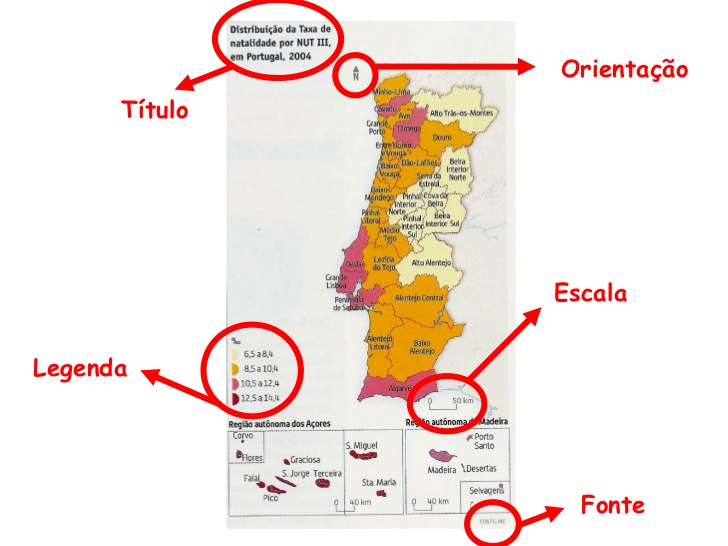 Distribuição da Taxa de
natalidade por NUT III,
em Portugal, 2004
N
Orientação
Título
Minho-Lima
Cávado
Alto Trás-os-Montes
Ave
Grande
Porto
Tâmega
Douro
Entre Douro
e Vouga
Baixo
Vouga
Dão-Lafões
Beira
Interior
Norte
Serra da
Estrela
Baixo
Mondego
Pinhal
Interior
Norte
Cova da
Beira
Pinhal
Litoral
Pinhal
Interior
Sul
Beira
Interior Sul
Médio
Tejo
Oeste
Lezíria
do Tejo
Alto Alentejo
Grande
Lisboa
Península
de Setúbal
Alentejo Central
Escala
Alentejo
Litoral
Baixo
Alentejo
Legenda
‰
6,5 a 8,4
8,5 a 10,4
10,5 a 12,4
12,5 a 14,4
Algarve
0 50 km
Região autónoma dos Açores
Região autónoma da Madeira
Corvo
Flores
Graciosa
S. Miguel
Faial
S. Jorge
Terceira
Pico
Sta. Maria
0 40 km
Porto
Santo
Madeira
Desertas
Selvagens
0 40 km
FONTE: INE
Fonte